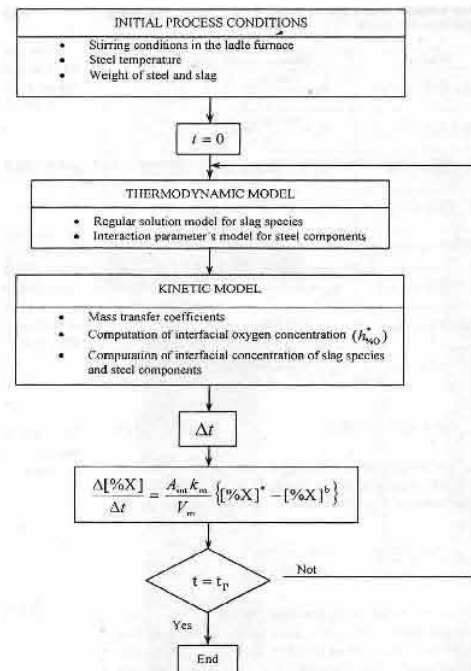 INITIAL PROCESS CONDITIONS
• Stirring conditions in the ladle furnace
• Steel temperature
• Weight of steel and slag
t = 0
THERMODYNAMIC MODEL
• Regular solution model for slag species
• Interaction parameter's model for steel components
KINETIC MODEL
• Mass transfer coefficients
• Computation of interfacial oxygen concentration (h*%O)
• Computation of interfacial concentration of slag species
and steel components
Δt
Δ[%X]/Δt = A_int k_m/V_m {[%X]* − [%X]^b}
t = t_r
Not
Yes
End